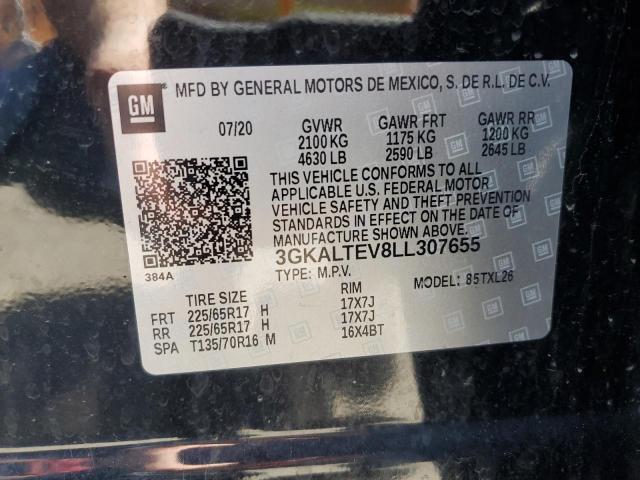 GM
MFD BY GENERAL MOTORS DE MEXICO, S. DE R.L. DE C.V.
07/20 GVWR GAWR FRT GAWR RR
2100 KG 1175 KG 1200 KG
4630 LB 2590 LB 2645 LB
THIS VEHICLE CONFORMS TO ALL
APPLICABLE U.S. FEDERAL MOTOR
VEHICLE SAFETY AND THEFT PREVENTION
STANDARDS IN EFFECT ON THE DATE OF
MANUFACTURE SHOWN ABOVE.
3GKALTEV8LL307655
384A
TYPE: M.P.V. MODEL: 85TXL26
TIRE SIZE RIM
FRT 225/65R17 H 17X7J
RR 225/65R17 H 17X7J
SPA T135/70R16 M 16X4BT